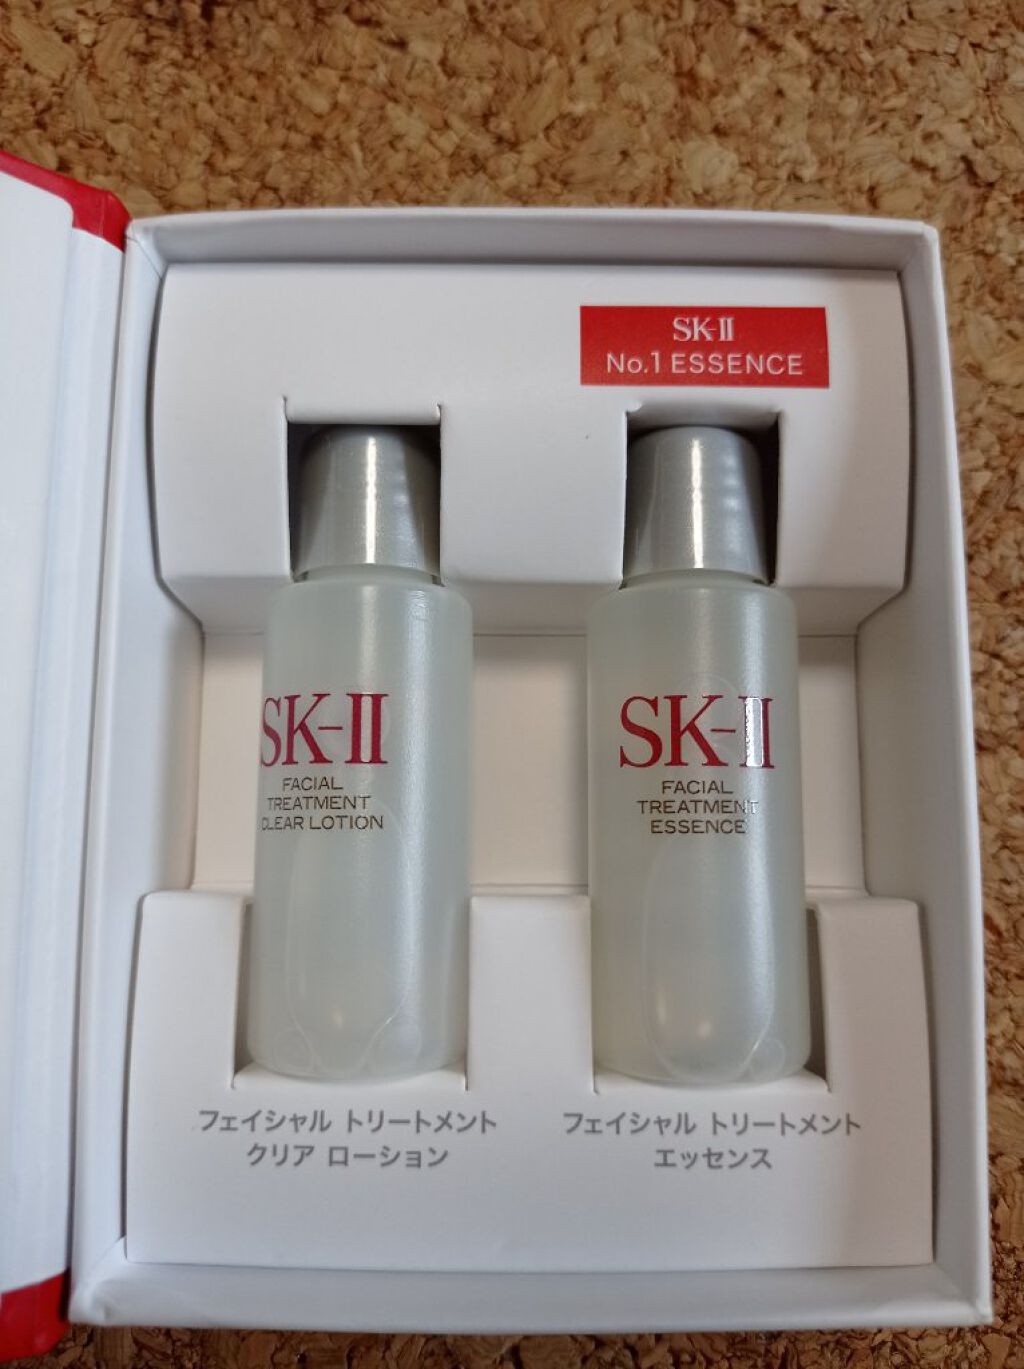 SK-II
No.1 ESSENCE
SK-II
FACIAL
TREATMENT
CLEAR LOTION
SK-II
FACIAL
TREATMENT
ESSENCE
フェイシャル トリートメント
クリア ローション
フェイシャル トリートメント
エッセンス